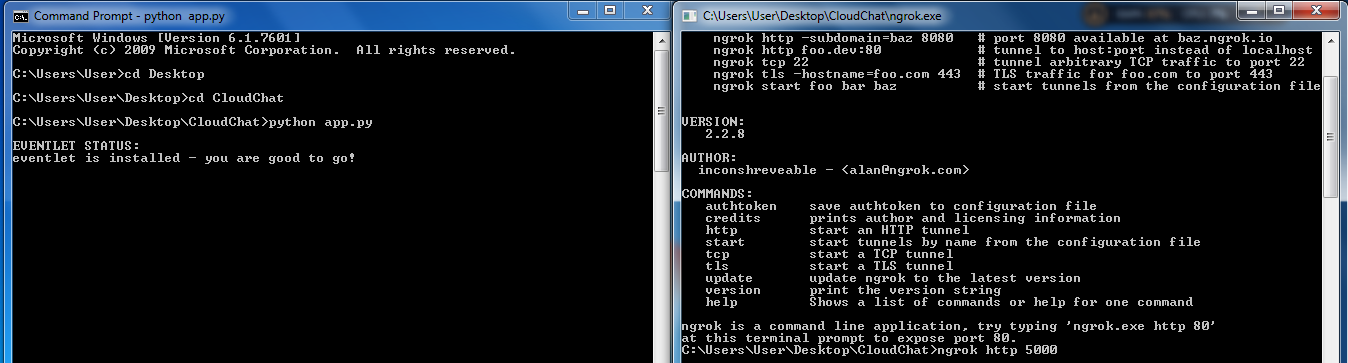 Command Prompt - python  app.py
Microsoft Windows [Version 6.1.7601]
Copyright (c) 2009 Microsoft Corporation.  All rights reserved.
C:\Users\User>cd Desktop
C:\Users\User\Desktop>cd CloudChat
C:\Users\User\Desktop\CloudChat>python app.py
EVENTLET STATUS:
eventlet is installed - you are good to go!
C:\Users\User\Desktop\CloudChat\ngrok.exe
ngrok http -subdomain=baz 8080   # port 8080 available at baz.ngrok.io
ngrok http foo.dev:80            # tunnel to host:port instead of localhost
ngrok tcp 22                     # tunnel arbitrary TCP traffic to port 22
ngrok tls -hostname=foo.com 443  # TLS traffic for foo.com to port 443
ngrok start foo bar baz          # start tunnels from the configuration file
VERSION:
2.2.8
AUTHOR:
inconshreveable - <alan@ngrok.com>
COMMANDS:
authtoken    save authtoken to configuration file
credits      prints author and licensing information
http         start an HTTP tunnel
start        start tunnels by name from the configuration file
tcp          start a TCP tunnel
tls          start a TLS tunnel
update       update ngrok to the latest version
version      print the version string
help         Shows a list of commands or help for one command
ngrok is a command line application, try typing 'ngrok.exe http 80'
at this terminal prompt to expose port 80.
C:\Users\User\Desktop\CloudChat>ngrok http 5000